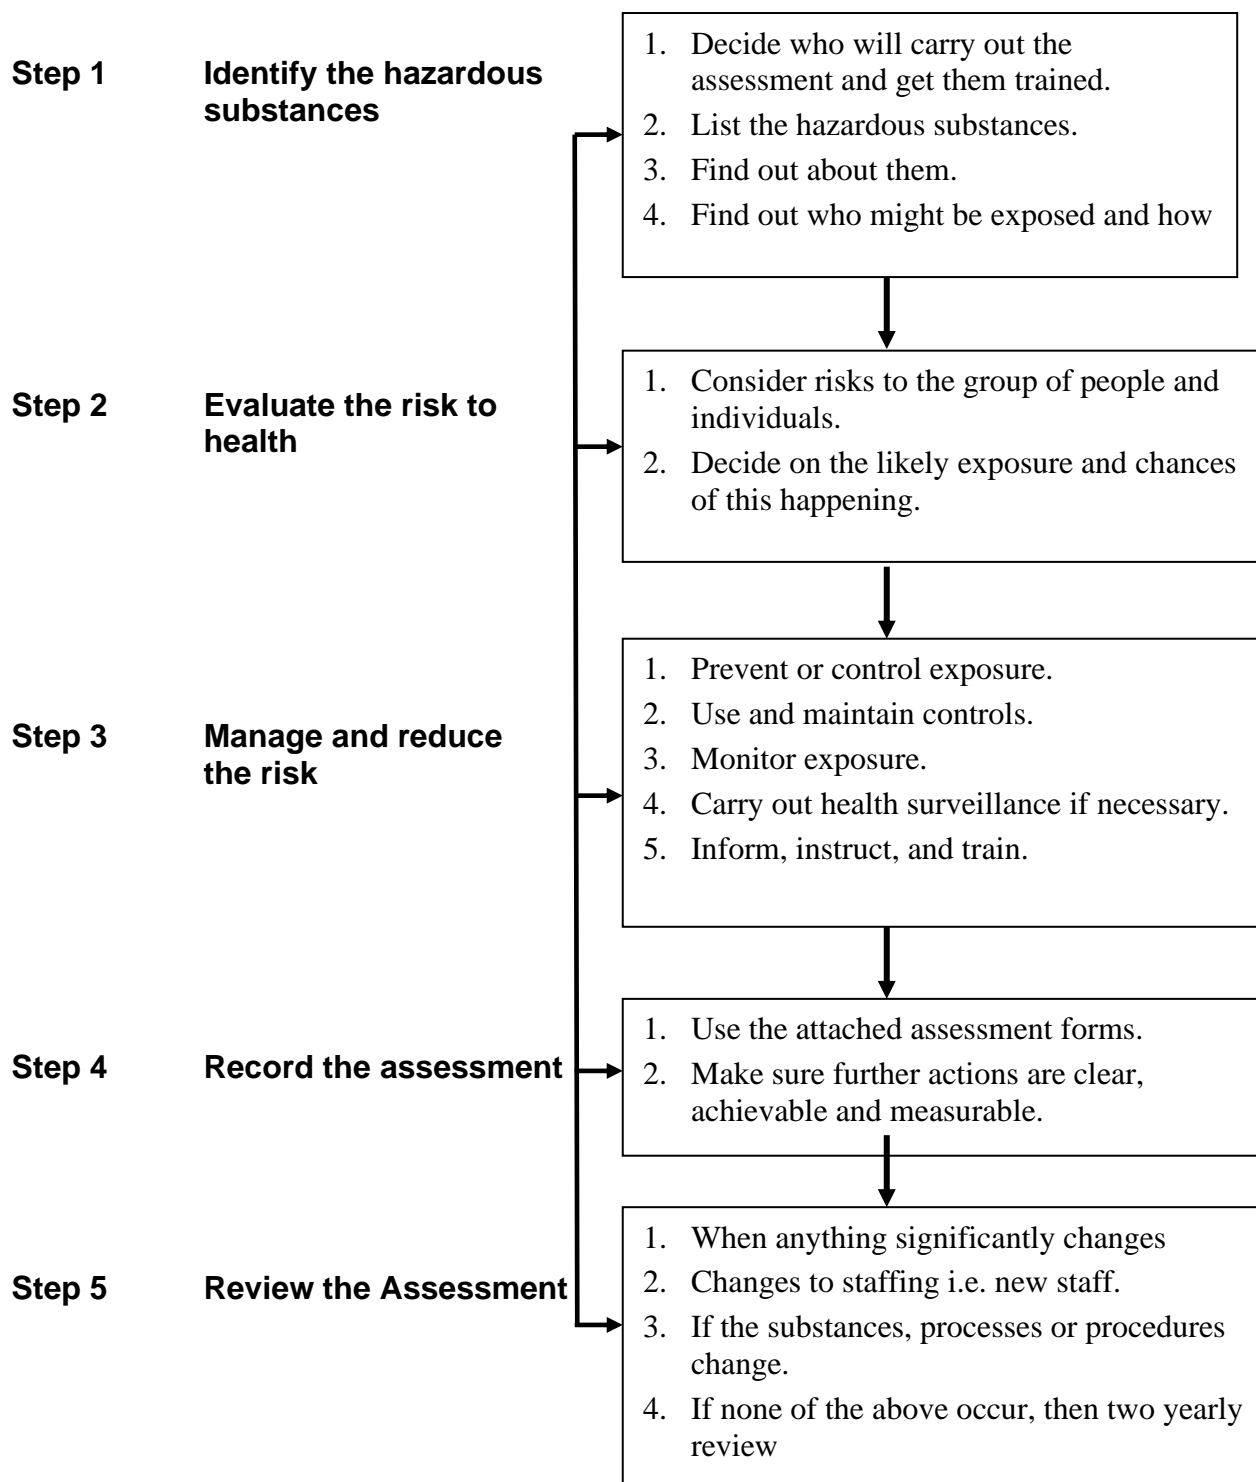 Step 1
Identify the hazardous
substances
1. Decide who will carry out the
assessment and get them trained.
2. List the hazardous substances.
3. Find out about them.
4. Find out who might be exposed and how
Step 2
Evaluate the risk to
health
1. Consider risks to the group of people and
individuals.
2. Decide on the likely exposure and chances
of this happening.
Step 3
Manage and reduce
the risk
1. Prevent or control exposure.
2. Use and maintain controls.
3. Monitor exposure.
4. Carry out health surveillance if necessary.
5. Inform, instruct, and train.
Step 4
Record the assessment
1. Use the attached assessment forms.
2. Make sure further actions are clear,
achievable and measurable.
Step 5
Review the Assessment
1. When anything significantly changes
2. Changes to staffing i.e. new staff.
3. If the substances, processes or procedures
change.
4. If none of the above occur, then two yearly
review